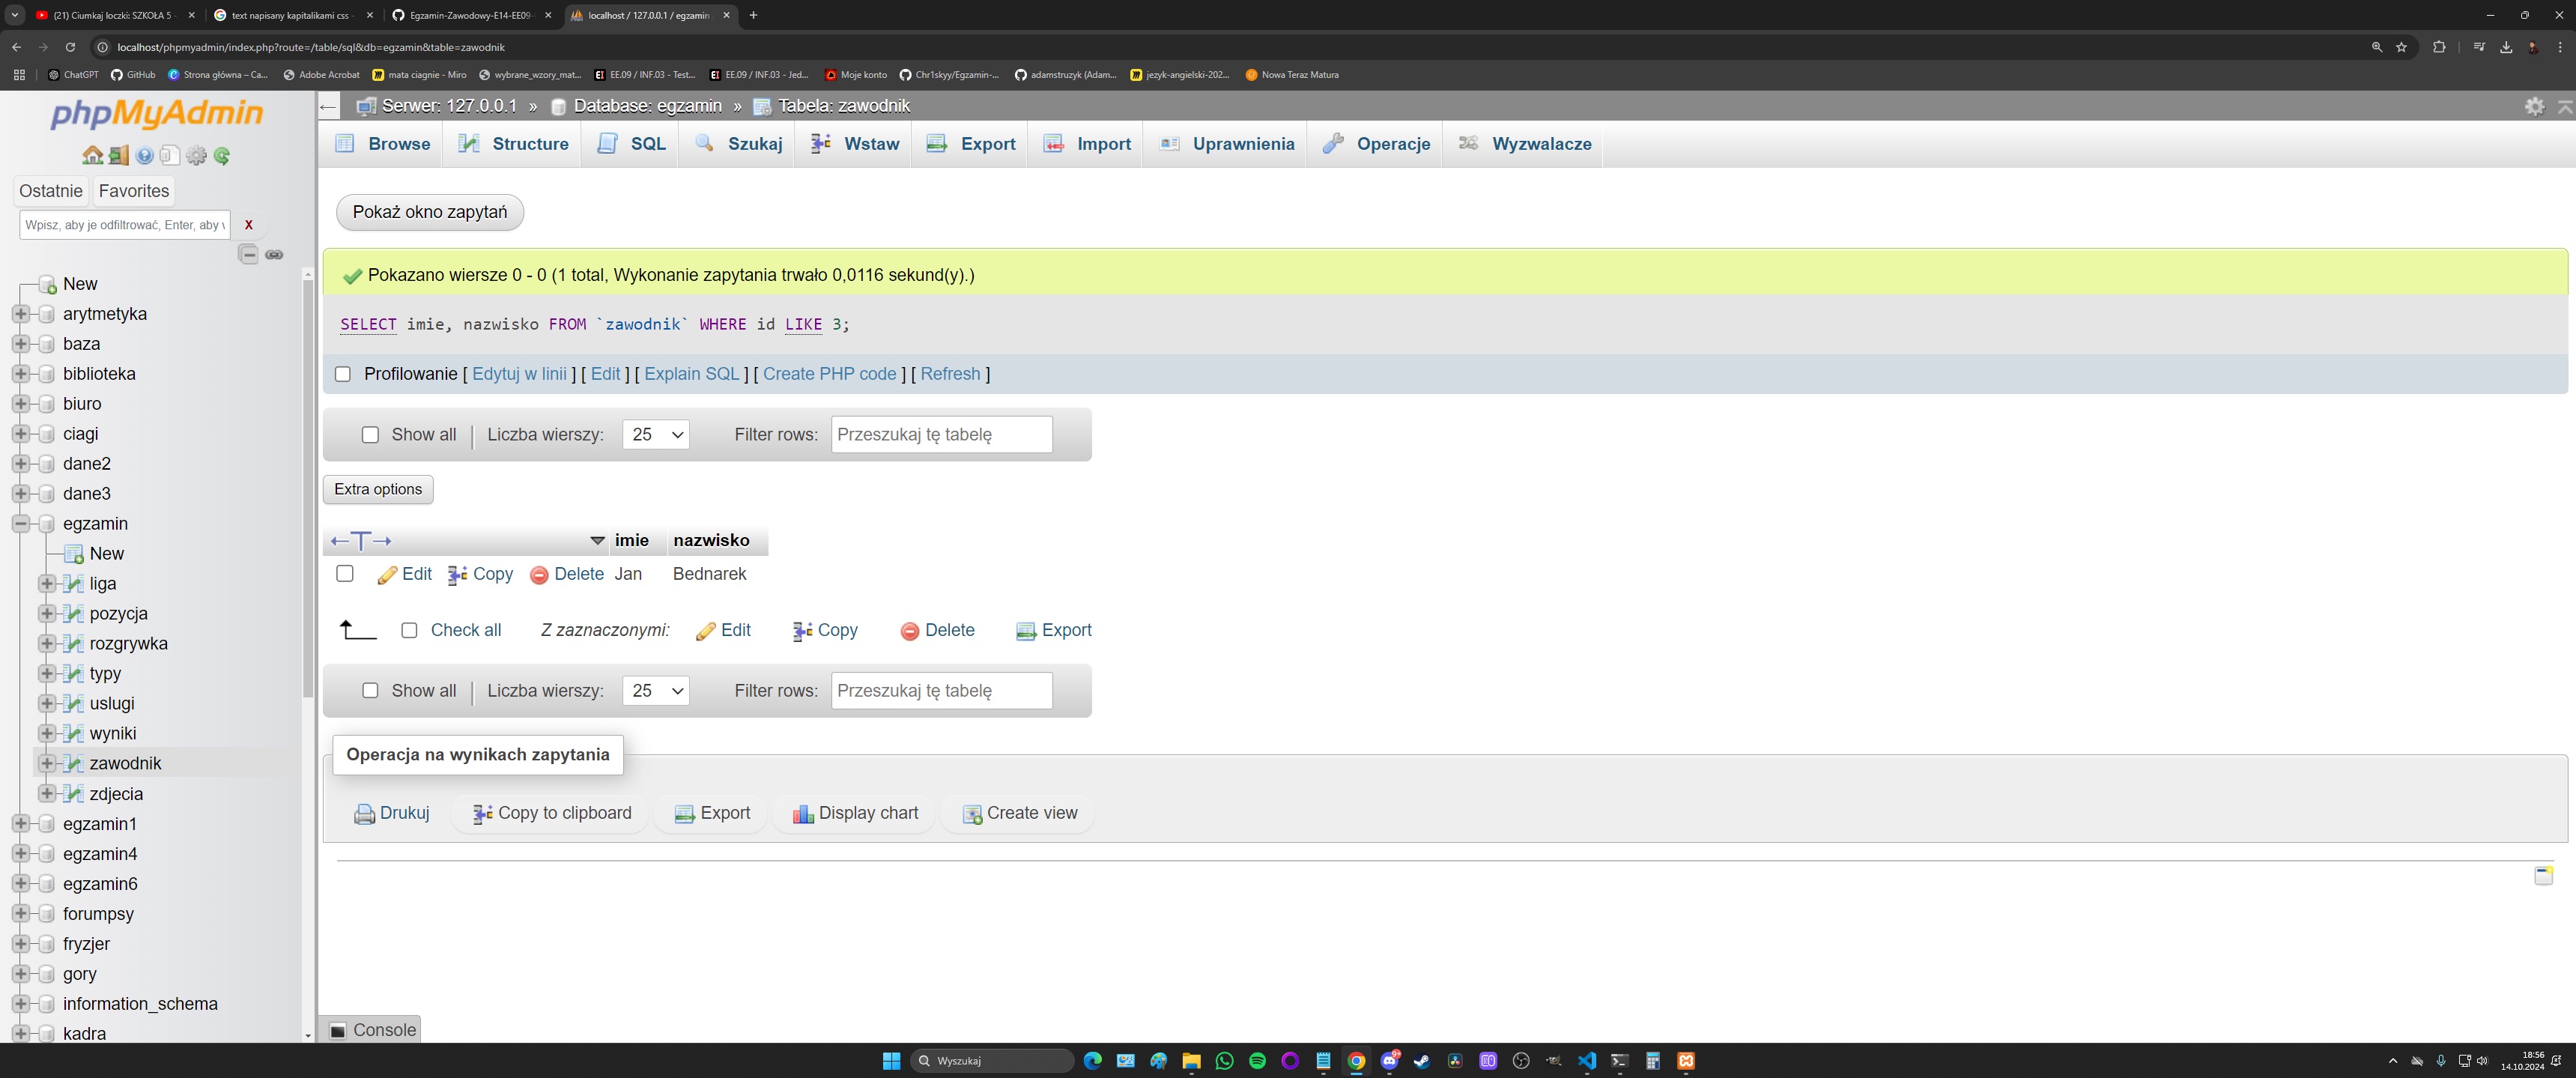 (21) Ciumkaj loczki: SZKOŁA 5
text napisany kapitalikami css -
Egzamin-Zawodowy-E14-EE09
localhost / 127.0.0.1 / egzamin
localhost/phpmyadmin/index.php?route=/table/sql&db=egzamin&table=zawodnik
ChatGPT
GitHub
Strona główna – Ca...
Adobe Acrobat
mata ciagnie - Miro
wybrane_wzory_mat...
EE.09 / INF.03 - Test...
EE.09 / INF.03 - Jed...
Moje konto
Chr1skyy/Egzamin-...
adamstruzyk (Adam...
jezyk-angielski-202...
Nowa Teraz Matura
phpMyAdmin
Ostatnie Favorites
Wpisz, aby je odfiltrować, Enter, aby
X
New
arytmetyka
baza
biblioteka
biuro
ciagi
dane2
dane3
egzamin
New
liga
pozycja
rozgrywka
typy
uslugi
wyniki
zawodnik
zdjecia
egzamin1
egzamin4
egzamin6
forumpsy
fryzjer
gory
information_schema
kadra
Serwer: 127.0.0.1 » Database: egzamin » Tabela: zawodnik
Browse Structure SQL Szukaj Wstaw Export Import Uprawnienia Operacje Wyzwalacze
Pokaż okno zapytań
Pokazano wiersze 0 - 0 (1 total, Wykonanie zapytania trwało 0,0116 sekund(y).)
SELECT imie, nazwisko FROM `zawodnik` WHERE id LIKE 3;
Profilowanie [ Edytuj w linii ] [ Edit ] [ Explain SQL ] [ Create PHP code ] [ Refresh ]
Show all | Liczba wierszy: 25 Filter rows: Przeszukaj tę tabelę
Extra options
←T→ imie nazwisko
Edit Copy Delete Jan Bednarek
Check all Z zaznaczonymi: Edit Copy Delete Export
Show all | Liczba wierszy: 25 Filter rows: Przeszukaj tę tabelę
Operacja na wynikach zapytania
Drukuj Copy to clipboard Export Display chart Create view
Console
Wyszukaj
18:56
14.10.2024